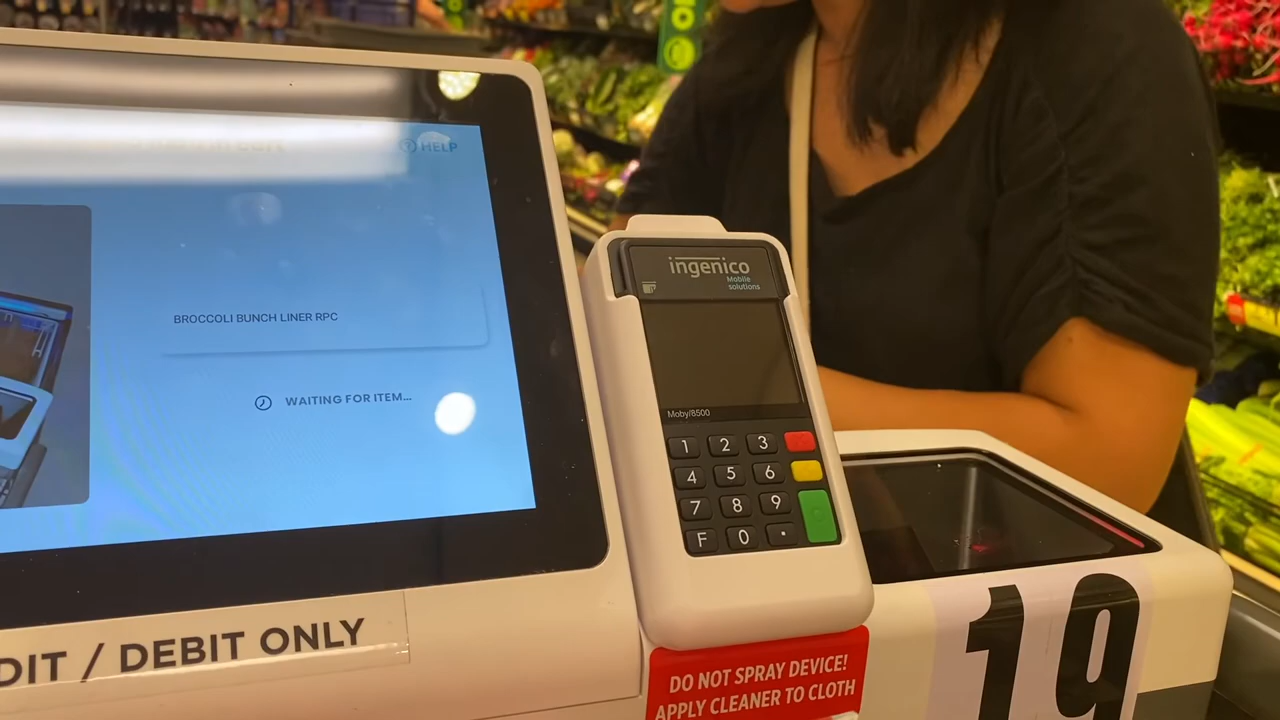 HELP
BROCCOLI BUNCH LINER RPC
WAITING FOR ITEM...
DIT / DEBIT ONLY
ingenico
Mobile
solutions
Moby/8500
1 2 3
4 5 6
7 8 9
F 0 .
DO NOT SPRAY DEVICE!
APPLY CLEANER TO CLOTH
19
IO